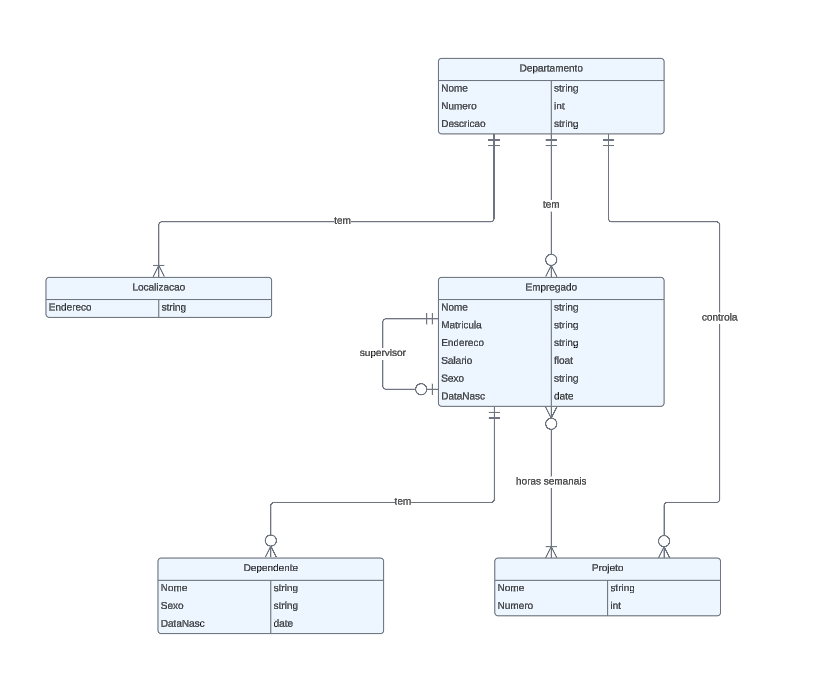 Departamento
Nome string
Numero int
Descricao string
tem
tem
Localizacao
Endereco string
Empregado
Nome string
Matricula string
Endereco string
Salario float
Sexo string
DataNasc date
controla
supervisor
horas semanais
tem
Dependente
Nome string
Sexo string
DataNasc date
Projeto
Nome string
Numero int